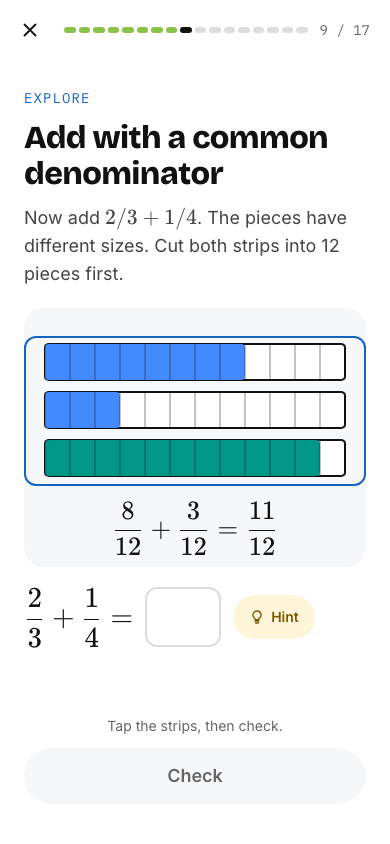 9 / 17
EXPLORE
Add with a common
denominator
Now add 2/3 + 1/4. The pieces have
different sizes. Cut both strips into 12
pieces first.
8/12 + 3/12 = 11/12
2/3 + 1/4 =
Hint
Tap the strips, then check.
Check